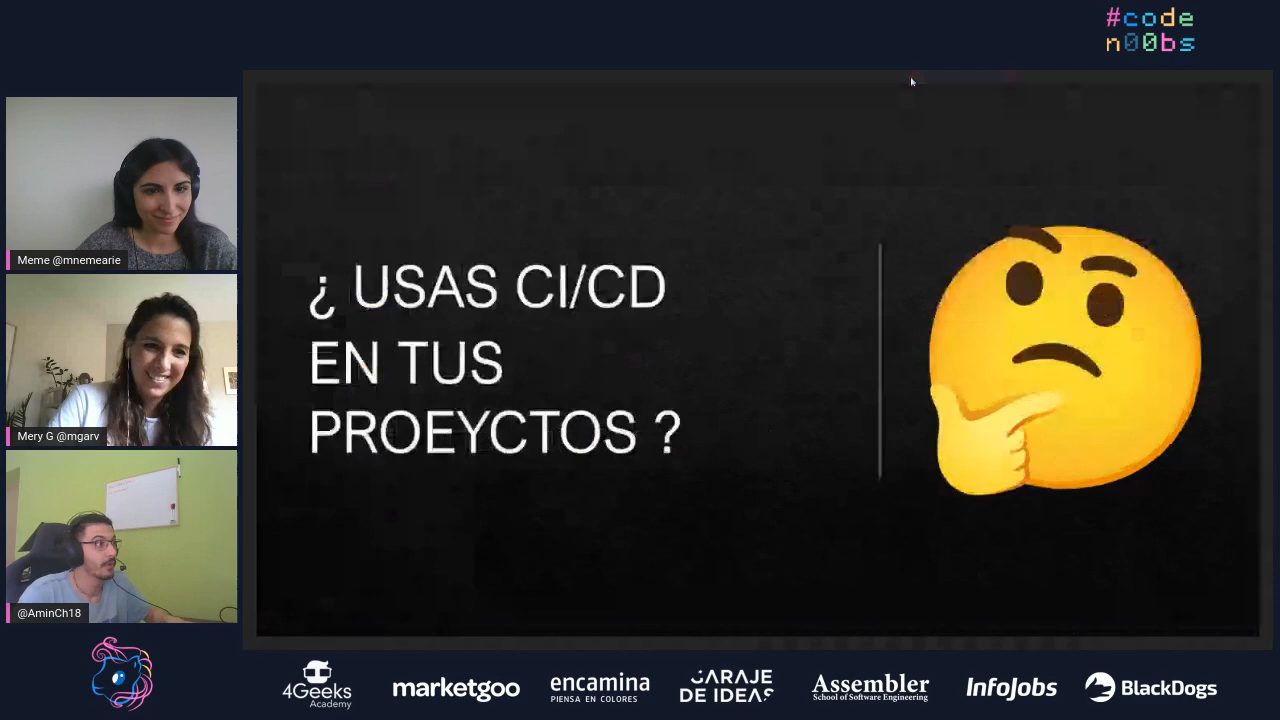 #code
n00bs
Meme @mnemearie
Mery G @mgarv
@AminCh18
¿ USAS CI/CD
EN TUS
PROEYCTOS ?
4Geeks
Academy
marketgoo
encamina
PIENSA EN COLORES
GARAJE
DE IDEAS
Assembler
School of Software Engineering
InfoJobs
BlackDogs